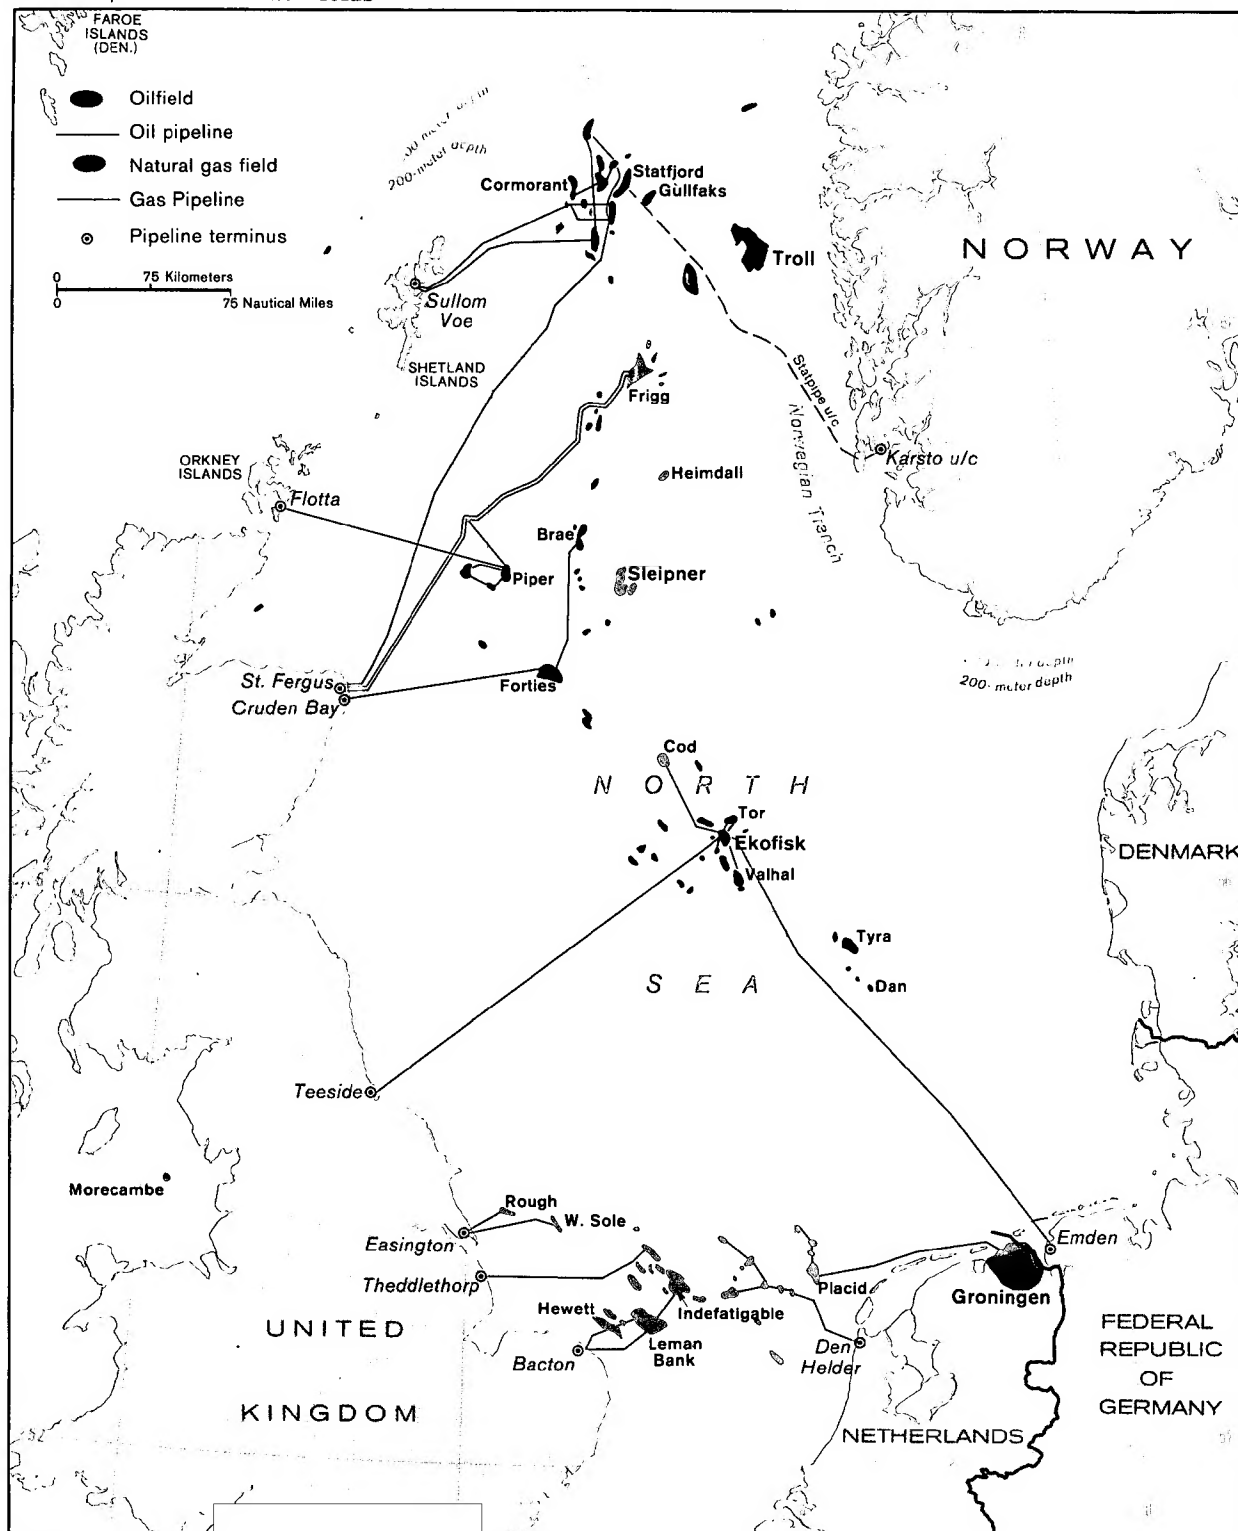 FAROE
ISLANDS
(DEN.)
Oilfield
Oil pipeline
Natural gas field
Gas Pipeline
Pipeline terminus
0 75 Kilometers
0 75 Nautical Miles
200-meter depth
Cormorant
Statfjord
Gullfaks
Troll
NORWAY
Sullom
Voe
SHETLAND
ISLANDS
Frigg
Statpipe u/c
Norwegian Trench
Karsto u/c
ORKNEY
ISLANDS
Flotta
Heimdall
Brae
Piper
Sleipner
St. Fergus
Cruden Bay
Forties
200-meter depth
Cod
NORTH
Tor
Ekofisk
Valhal
DENMARK
Tyra
Dan
SEA
Teeside
Morecambe
Rough
W. Sole
Easington
Theddlethorp
Emden
Placid
Groningen
Hewett
Indefatigable
Leman
Bank
Bacton
Den
Helder
UNITED
KINGDOM
FEDERAL
REPUBLIC
OF
GERMANY
NETHERLANDS
52